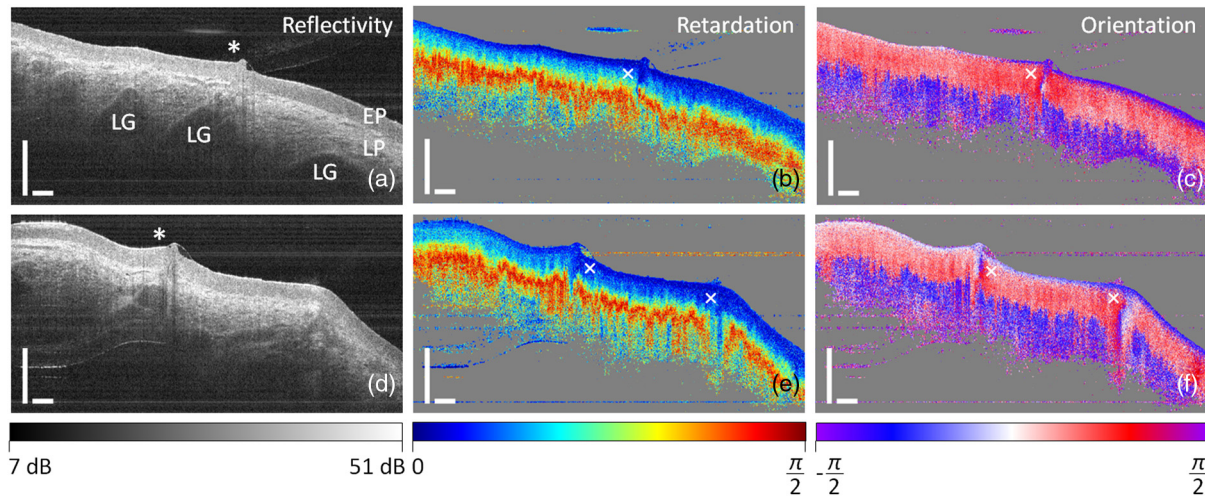 Reflectivity
*
EP
LG
LG
LP
LG
(a)
Retardation
×
(b)
Orientation
×
(c)
*
(d)
×
×
(e)
×
×
(f)
7 dB
51 dB
0
π/2
-π/2
π/2